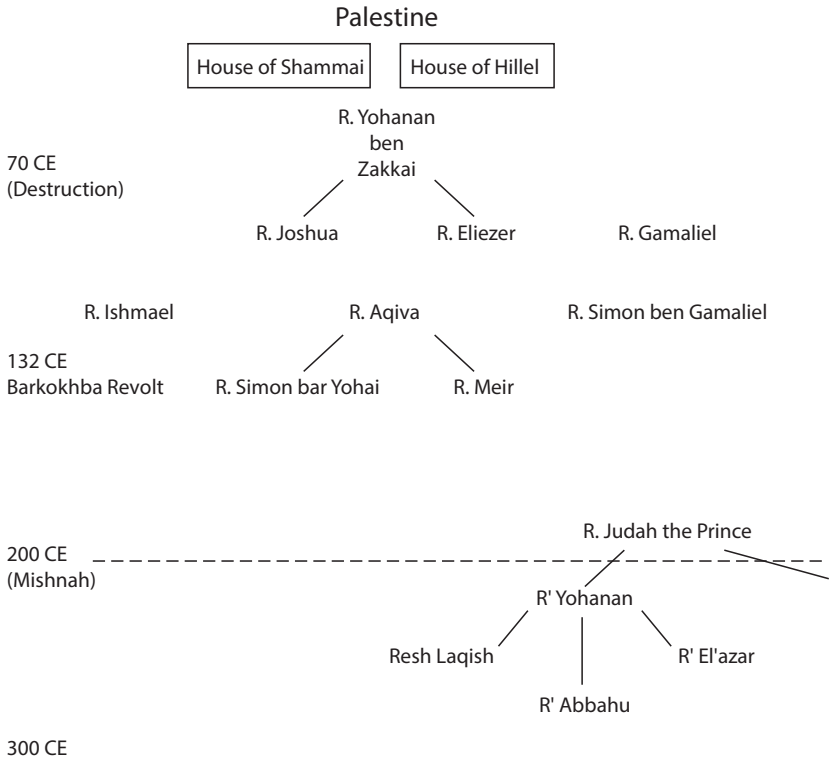 Palestine
House of Shammai House of Hillel
R. Yohanan
ben
Zakkai
70 CE
(Destruction)
R. Joshua R. Eliezer R. Gamaliel
R. Ishmael R. Aqiva R. Simon ben Gamaliel
132 CE
Barkokhba Revolt R. Simon bar Yohai R. Meir
R. Judah the Prince
200 CE
(Mishnah)
R' Yohanan
Resh Laqish R' El'azar
R' Abbahu
300 CE